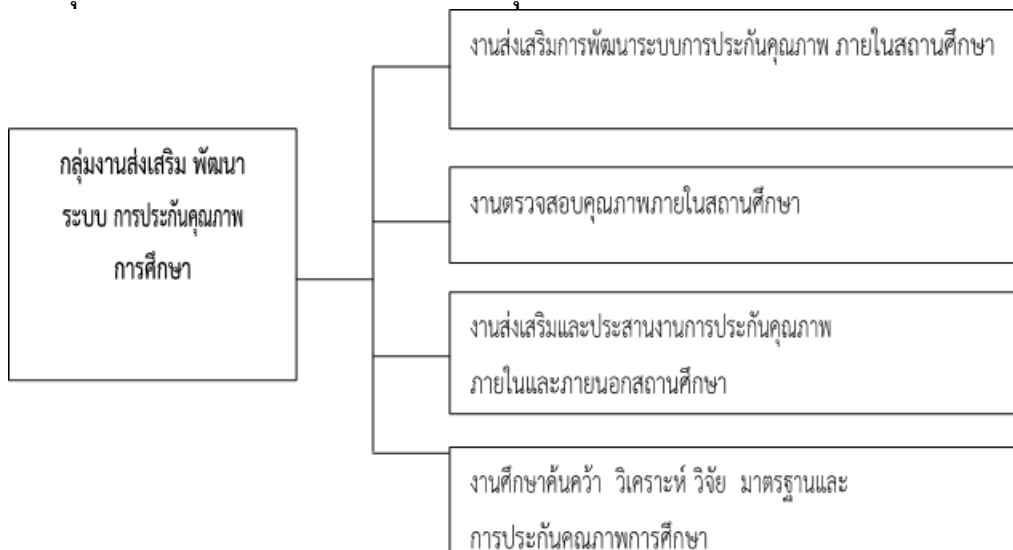 กลุ่มงานส่งเสริม พัฒนา
ระบบ การประกันคุณภาพ
การศึกษา
งานส่งเสริมการพัฒนาระบบการประกันคุณภาพ ภายในสถานศึกษา
งานตรวจสอบคุณภาพภายในสถานศึกษา
งานส่งเสริมและประสานงานการประกันคุณภาพ
ภายในและภายนอกสถานศึกษา
งานศึกษาค้นคว้า วิเคราะห์ วิจัย มาตรฐานและ
การประกันคุณภาพการศึกษา